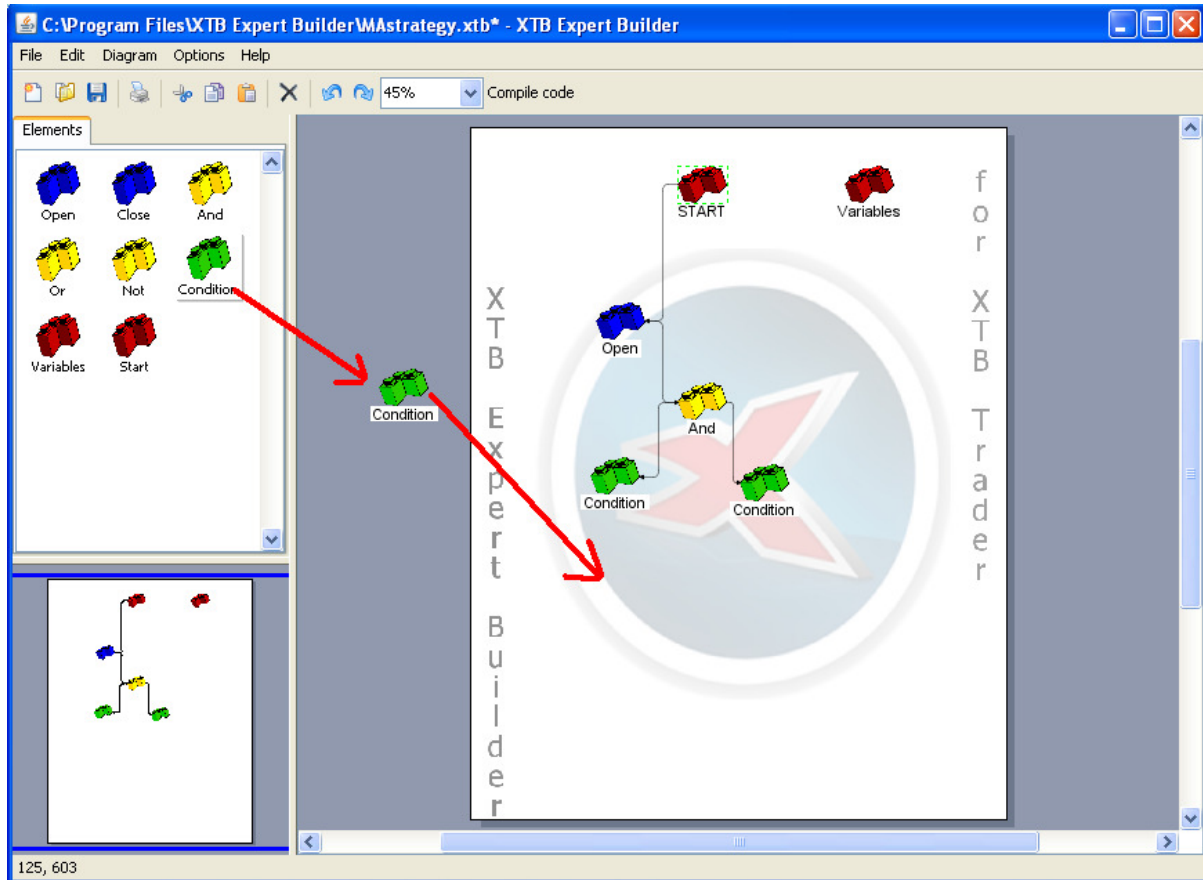 C:\Program Files\XTB Expert Builder\MAstrategy.xtb* - XTB Expert Builder
File Edit Diagram Options Help
45% Compile code
Elements
Open Close And
Or Not Condition
Variables Start
START Variables
Open
Condition
And
Condition Condition
XTB Expert Builder
for XTB Trader
125, 603